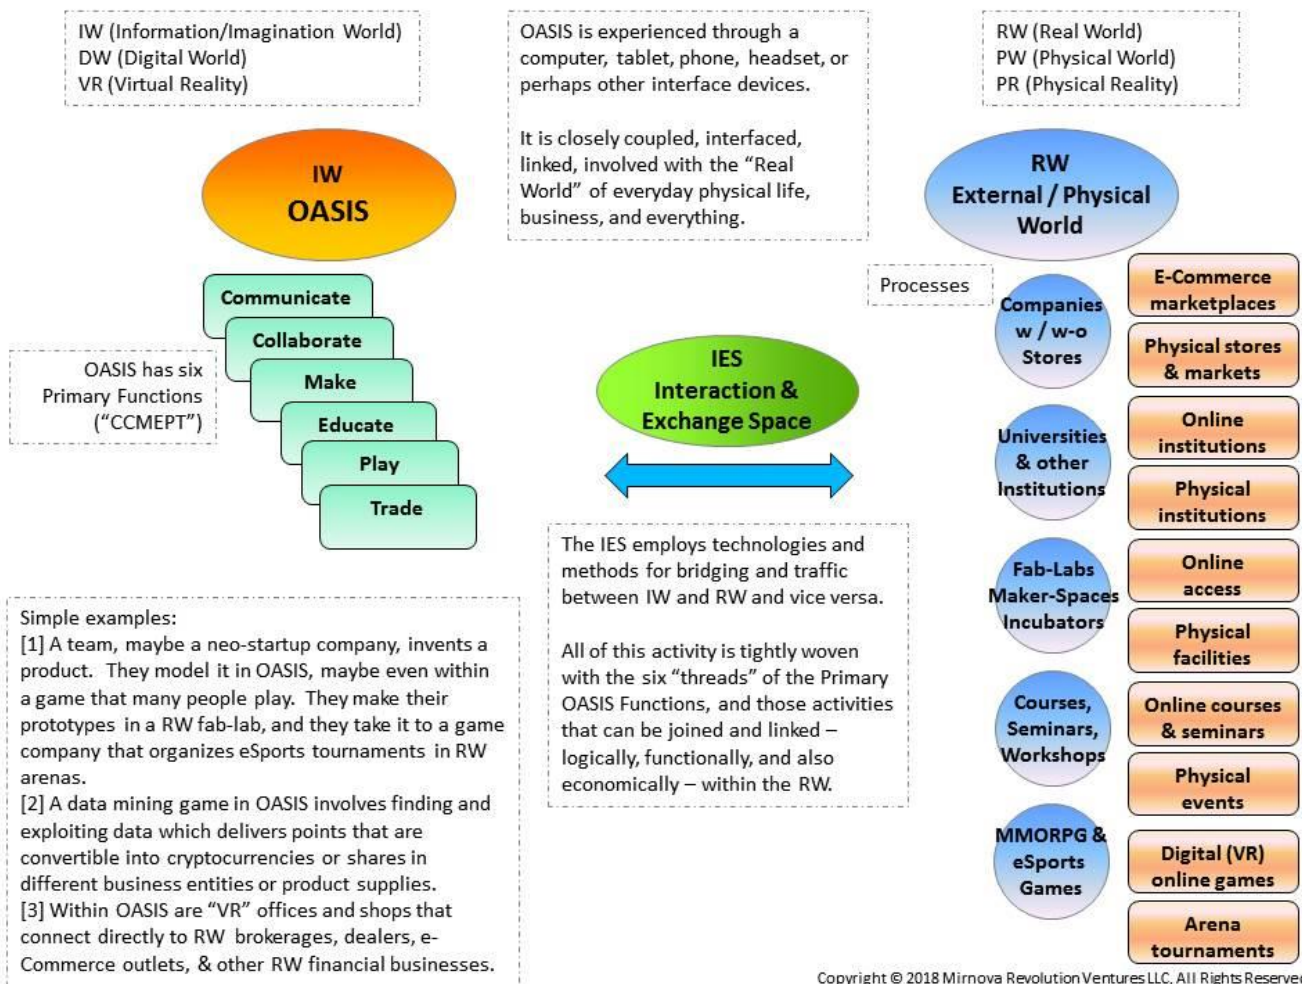 IW (Information/Imagination World)
DW (Digital World)
VR (Virtual Reality)
OASIS is experienced through a
computer, tablet, phone, headset, or
perhaps other interface devices.
It is closely coupled, interfaced,
linked, involved with the “Real
World” of everyday physical life,
business, and everything.
RW (Real World)
PW (Physical World)
PR (Physical Reality)
IW
OASIS
RW
External / Physical
World
Communicate
Collaborate
Make
Educate
Play
Trade
OASIS has six
Primary Functions
(“CCMEPT”)
IES
Interaction &
Exchange Space
The IES employs technologies and
methods for bridging and traffic
between IW and RW and vice versa.
All of this activity is tightly woven
with the six “threads” of the Primary
OASIS Functions, and those activities
that can be joined and linked –
logically, functionally, and also
economically – within the RW.
Processes
Companies
w / w-o
Stores
E-Commerce
marketplaces
Physical stores
& markets
Universities
& other
Institutions
Online
institutions
Physical
institutions
Fab-Labs
Maker-Spaces
Incubators
Online
access
Physical
facilities
Courses,
Seminars,
Workshops
Online courses
& seminars
Physical
events
MMORPG &
eSports
Games
Digital (VR)
online games
Arena
tournaments
Simple examples:
[1] A team, maybe a neo-startup company, invents a
product.  They model it in OASIS, maybe even within
a game that many people play.  They make their
prototypes in a RW fab-lab, and they take it to a game
company that organizes eSports tournaments in RW
arenas.
[2] A data mining game in OASIS involves finding and
exploiting data which delivers points that are
convertible into cryptocurrencies or shares in
different business entities or product supplies.
[3] Within OASIS are “VR” offices and shops that
connect directly to RW brokerages, dealers, e-
Commerce outlets, & other RW financial businesses.
Copyright © 2018 Mirnova Revolution Ventures LLC, All Rights Reserved